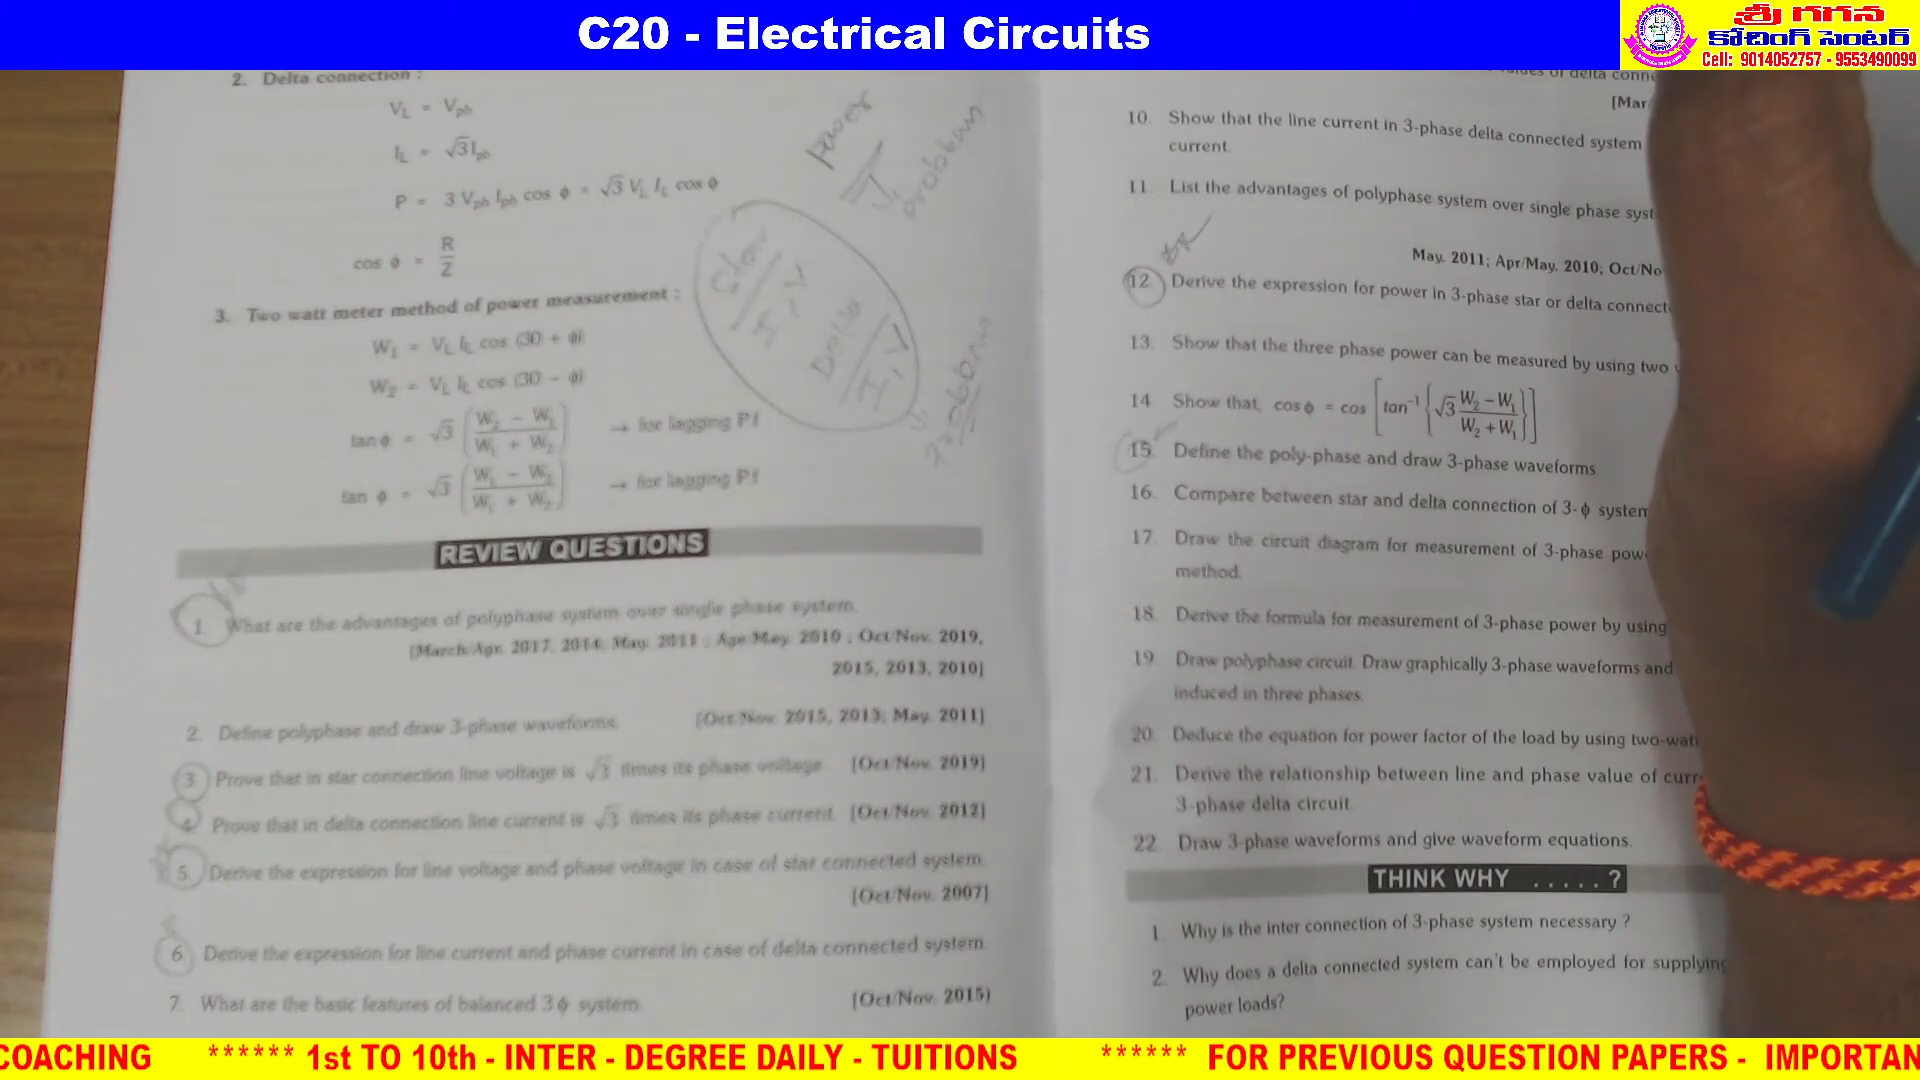 C20 - Electrical Circuits
శ్రీ గగన
కోచింగ్ సెంటర్
Cell: 9014052757 - 9553490099
2. Delta connection :
V_L = V_ph
I_L = √3 I_ph
P = 3 V_ph I_ph cos ϕ = √3 V_L I_L cos ϕ
cos ϕ = R/Z
3. Two watt meter method of power measurement :
W_1 = V_L I_L cos (30 + ϕ)
W_2 = V_L I_L cos (30 − ϕ)
tan ϕ = √3 (W_2 − W_1 / W_1 + W_2) → for lagging P.f
tan ϕ = √3 (W_1 − W_2 / W_1 + W_2) → for lagging P.f
Power
Problem
Star
I, V
Delta
I, V
REVIEW QUESTIONS
1. What are the advantages of polyphase system over single phase system.
[March/Apr. 2017, 2014, May. 2011 ; Apr/May. 2010 ; Oct/Nov. 2019,
2015, 2013, 2010]
2. Define polyphase and draw 3-phase waveforms. [Oct/Nov. 2015, 2013; May. 2011]
3. Prove that in star connection line voltage is √3 times its phase voltage. [Oct/Nov. 2019]
4. Prove that in delta connection line current is √3 times its phase current. [Oct/Nov. 2012]
5. Derive the expression for line voltage and phase voltage in case of star connected system.
[Oct/Nov. 2007]
6. Derive the expression for line current and phase current in case of delta connected system.
7. What are the basic features of balanced 3ϕ system. [Oct/Nov. 2015)
values of delta conne
[Mar
10. Show that the line current in 3-phase delta connected system
current.
11. List the advantages of polyphase system over single phase syst
May. 2011; Apr/May. 2010; Oct/No
12. Derive the expression for power in 3-phase star or delta connect
13. Show that the three phase power can be measured by using two
14 Show that, cos ϕ = cos [tan⁻¹ {√3 W_2 − W_1 / W_2 + W_1}]
15. Define the poly-phase and draw 3-phase waveforms
16. Compare between star and delta connection of 3-ϕ system
17. Draw the circuit diagram for measurement of 3-phase pow
method.
18. Derive the formula for measurement of 3-phase power by using
19. Draw polyphase circuit. Draw graphically 3-phase waveforms and
induced in three phases.
20. Deduce the equation for power factor of the load by using two-wat
21. Derive the relationship between line and phase value of curr
3-phase delta circuit.
22 Draw 3-phase waveforms and give waveform equations.
THINK WHY ..... ?
1. Why is the inter connection of 3-phase system necessary ?
2. Why does a delta connected system can't be employed for supplying
power loads?
COACHING ****** 1st TO 10th - INTER - DEGREE DAILY - TUITIONS ****** FOR PREVIOUS QUESTION PAPERS - IMPORTAN